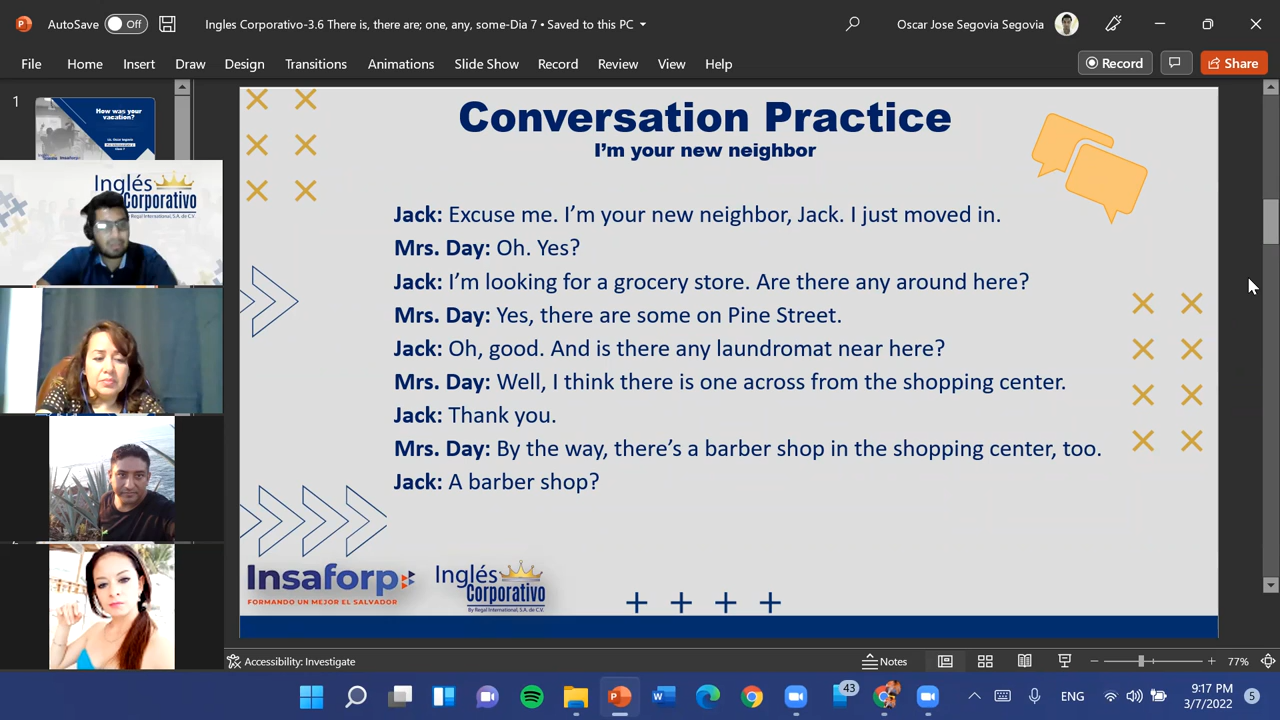 AutoSave Off
Ingles Corporativo-3.6 There is, there are; one, any, some-Dia 7 • Saved to this PC
Oscar Jose Segovia Segovia
File Home Insert Draw Design Transitions Animations Slide Show Record Review View Help
Record Share
1
How was your
vacation?
Inglés
Corporativo
Conversation Practice
I'm your new neighbor
Jack: Excuse me. I'm your new neighbor, Jack. I just moved in.
Mrs. Day: Oh. Yes?
Jack: I'm looking for a grocery store. Are there any around here?
Mrs. Day: Yes, there are some on Pine Street.
Jack: Oh, good. And is there any laundromat near here?
Mrs. Day: Well, I think there is one across from the shopping center.
Jack: Thank you.
Mrs. Day: By the way, there's a barber shop in the shopping center, too.
Jack: A barber shop?
Insaforp
FORMANDO UN MEJOR EL SALVADOR
Inglés
Corporativo
By Regal International, S.A. de C.V.
Accessibility: Investigate
Notes
77%
43
ENG
9:17 PM
3/7/2022
5